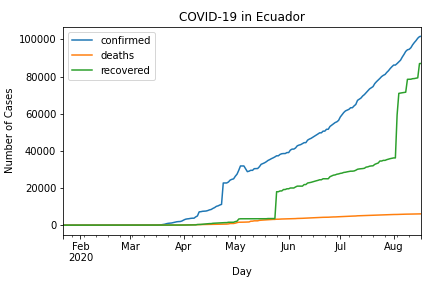 COVID-19 in Ecuador
confirmed
deaths
recovered
Number of Cases
100000
80000
60000
40000
20000
0
Feb
2020
Mar
Apr
May
Jun
Jul
Aug
Day